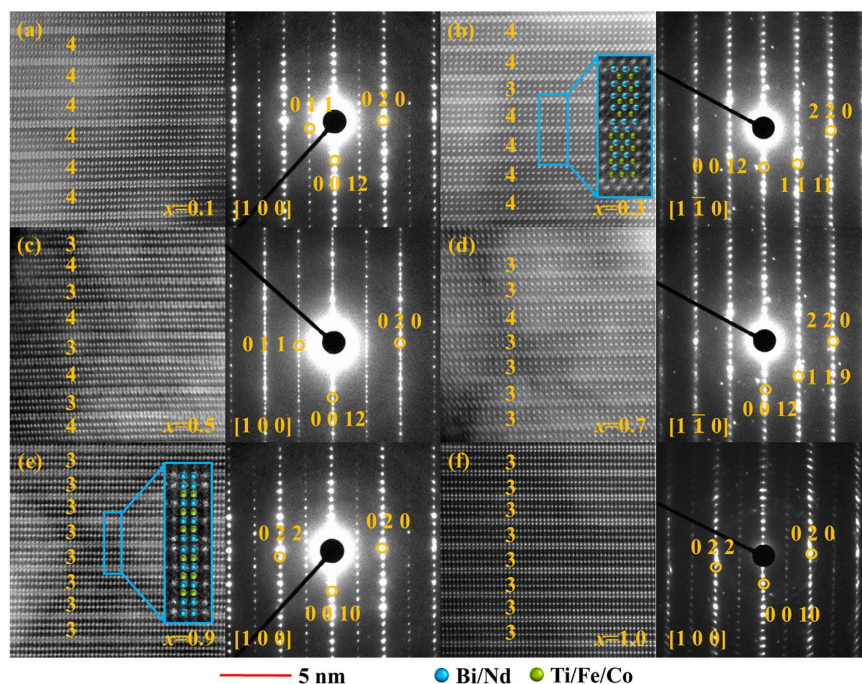 (a)
4
4
4
4
4
4
x=0.1
0 1 1
0 2 0
0 0 12
[1 0 0]
(b)
4
4
3
4
4
4
4
x=0.3
2 2 0
0 0 12
1 1 11
[1 1̄ 0]
(c)
3
4
3
4
3
4
3
4
x=0.5
0 1 1
0 2 0
0 0 12
[1 0 0]
(d)
3
3
4
3
3
3
3
x=0.7
2 2 0
1 1 9
0 0 12
[1 1̄ 0]
(e)
3
3
3
3
3
3
3
3
x=0.9
0 2 2
0 2 0
0 0 10
[1 0 0]
(f)
3
3
3
3
3
3
3
3
x=1.0
0 2 2
0 2 0
0 0 10
[1 0 0]
5 nm
Bi/Nd
Ti/Fe/Co